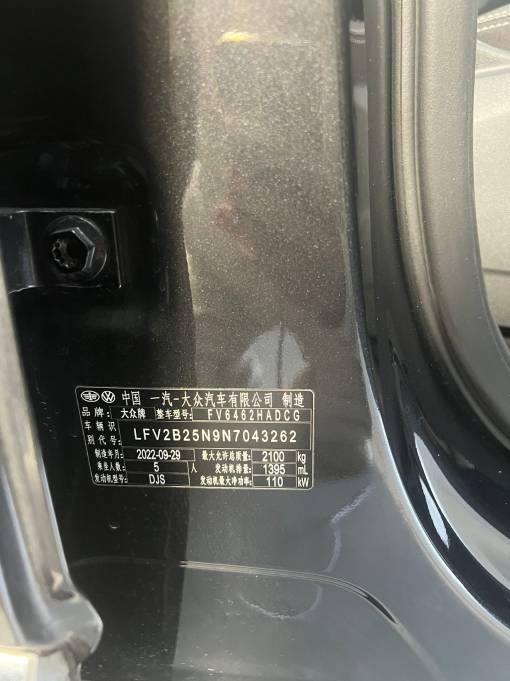 中国 一汽-大众汽车有限公司 制造
品牌: 大众牌 整车型号: FV6462HADCG
车辆识别代号: LFV2B25N9N7043262
制造年月: 2022-09-29 最大允许总质量: 2100 kg
乘坐人数: 5 人 发动机排量: 1395 mL
发动机型号: DJS 发动机最大净功率: 110 kW